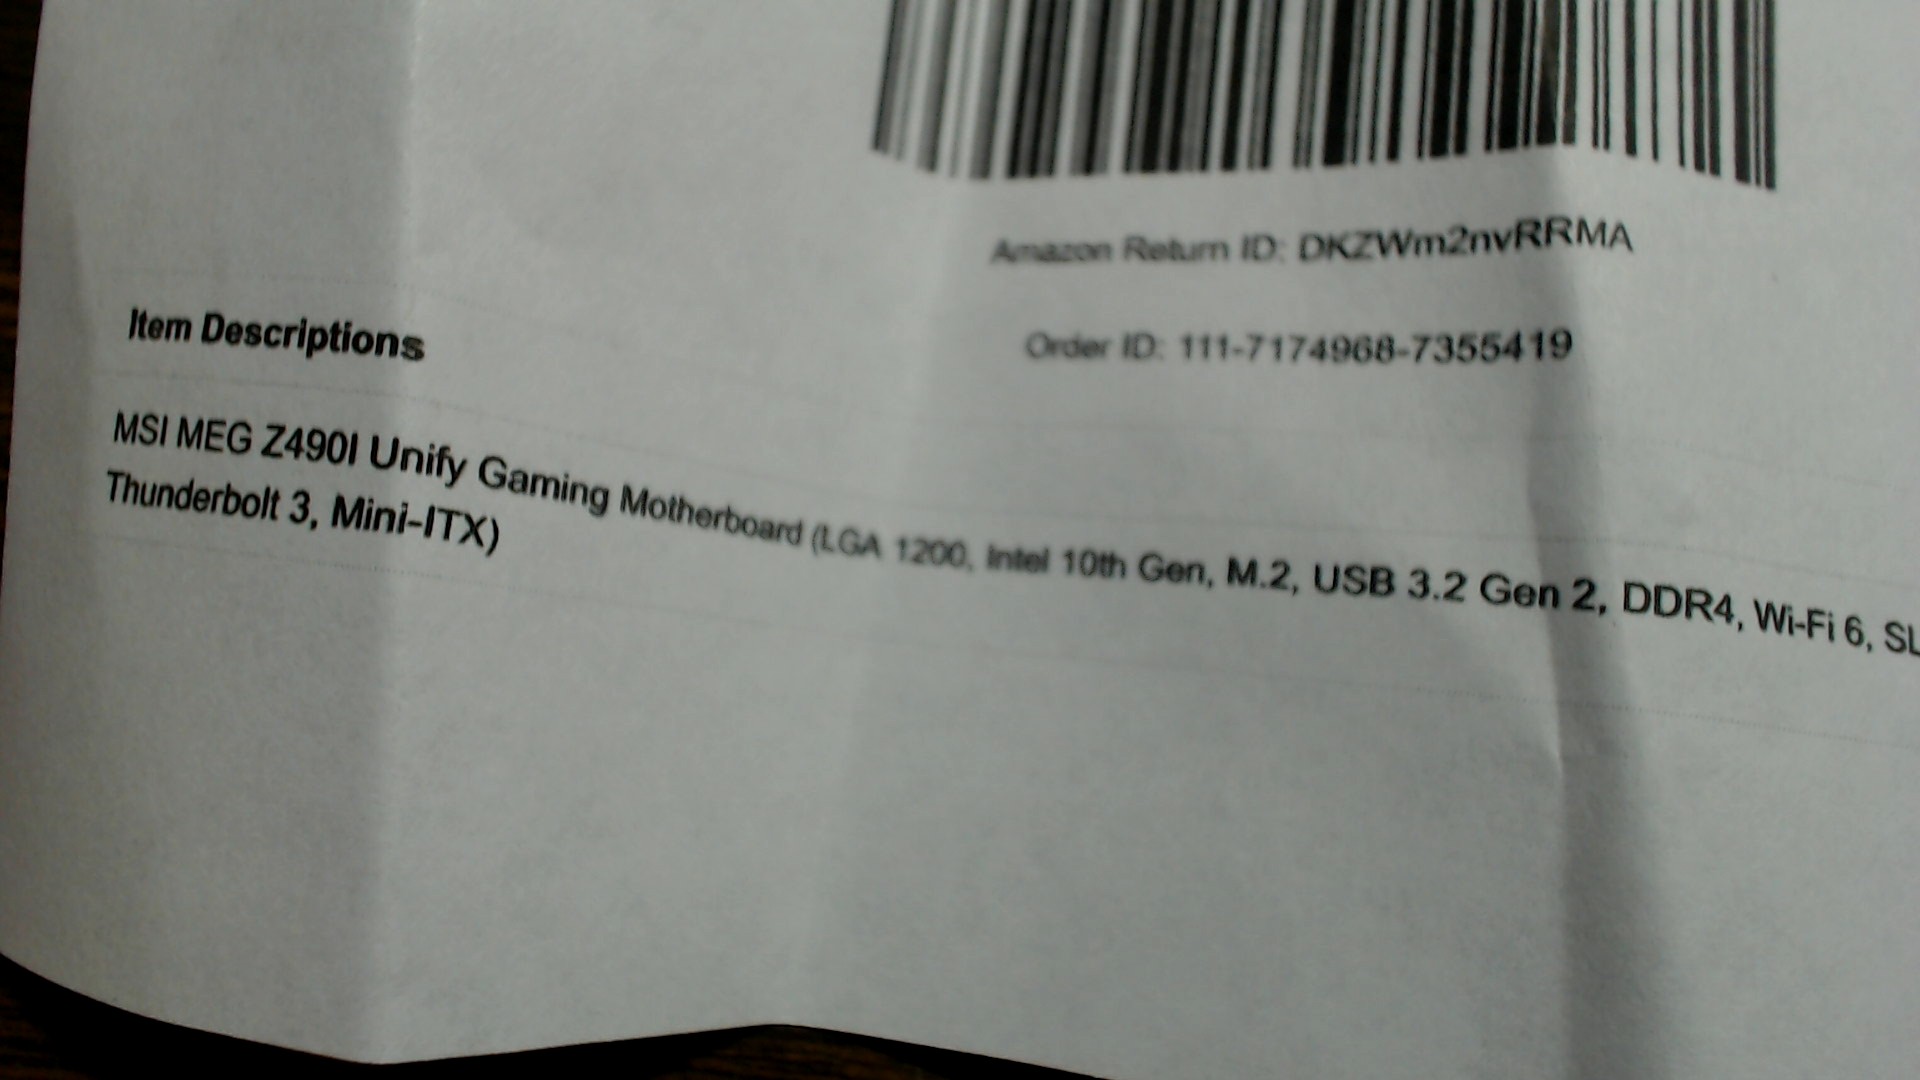 Amazon Return ID: DKZWm2nvRRMA
Order ID: 111-7174968-7355419
Item Descriptions
MSI MEG Z490I Unify Gaming Motherboard (LGA 1200, Intel 10th Gen, M.2, USB 3.2 Gen 2, DDR4, Wi-Fi 6, SL
Thunderbolt 3, Mini-ITX)